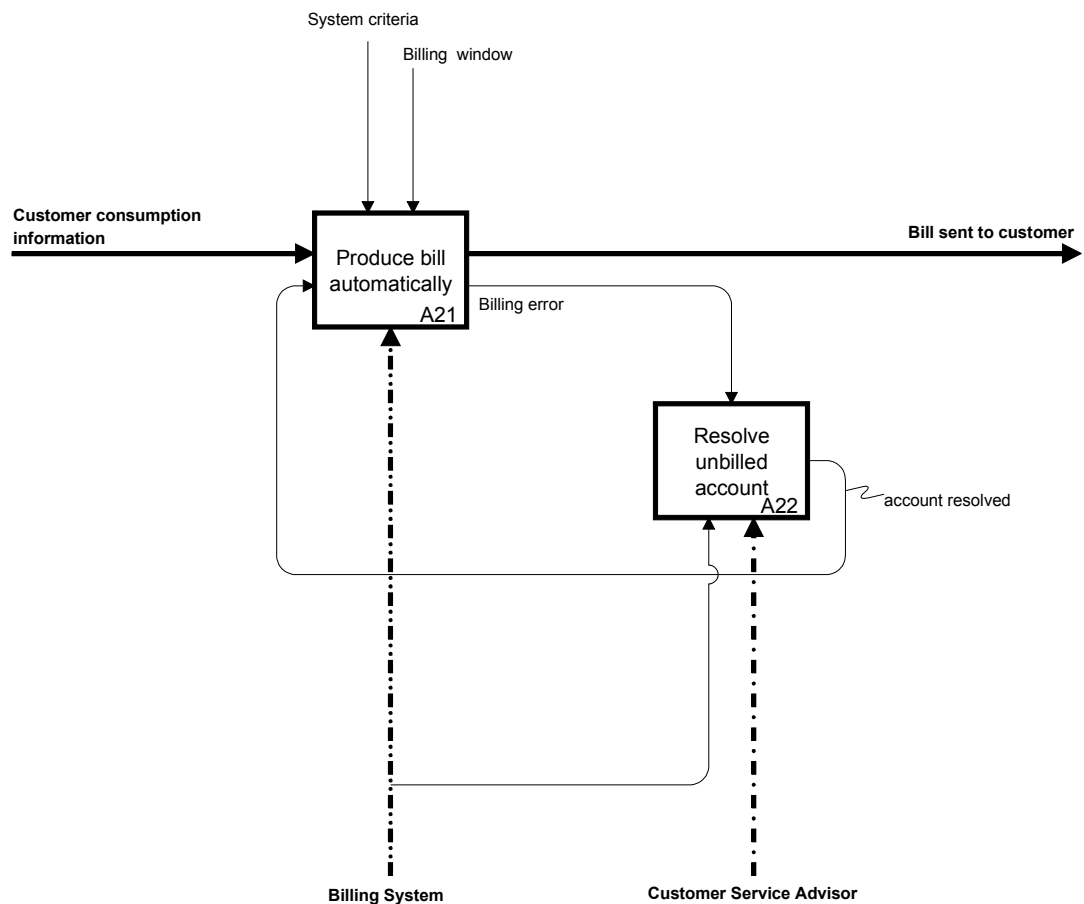 System criteria
Billing window
Customer consumption
information
Bill sent to customer
Produce bill
automatically
A21
Billing error
Resolve
unbilled
account
A22
account resolved
Billing System
Customer Service Advisor